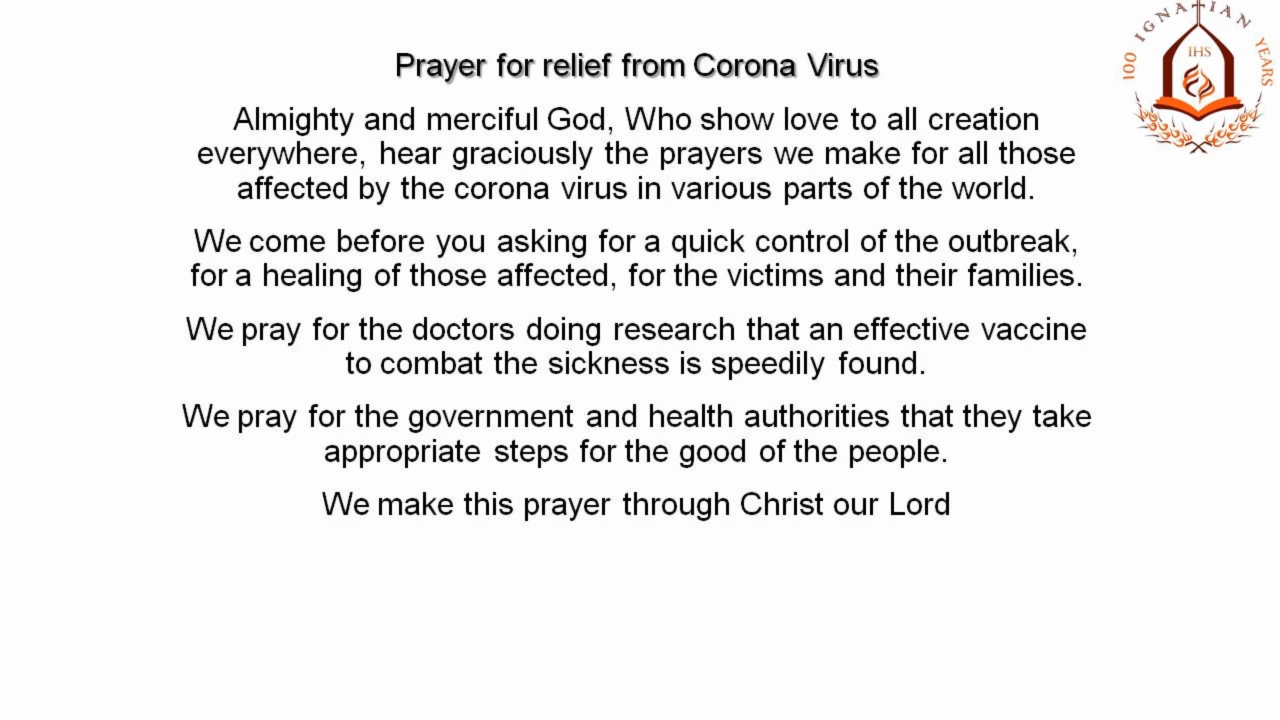 100 IGNATIAN YEARS
IHS
Prayer for relief from Corona Virus
Almighty and merciful God, Who show love to all creation
everywhere, hear graciously the prayers we make for all those
affected by the corona virus in various parts of the world.
We come before you asking for a quick control of the outbreak,
for a healing of those affected, for the victims and their families.
We pray for the doctors doing research that an effective vaccine
to combat the sickness is speedily found.
We pray for the government and health authorities that they take
appropriate steps for the good of the people.
We make this prayer through Christ our Lord